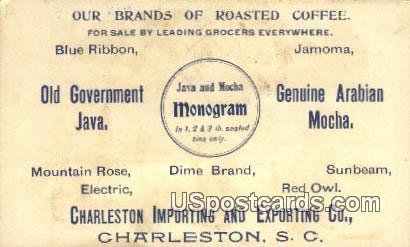 OUR BRANDS OF ROASTED COFFEE.
FOR SALE BY LEADING GROCERS EVERYWHERE.
Blue Ribbon, Jamoma,
Old Government Java.
Java and Mocha
Monogram
In 1, 2 & 3 lb. sealed
tins only.
Genuine Arabian Mocha.
Mountain Rose, Dime Brand, Sunbeam,
Electric, Red Owl.
USpostcards.com®
CHARLESTON IMPORTING AND EXPORTING CO.,
CHARLESTON, S. C.